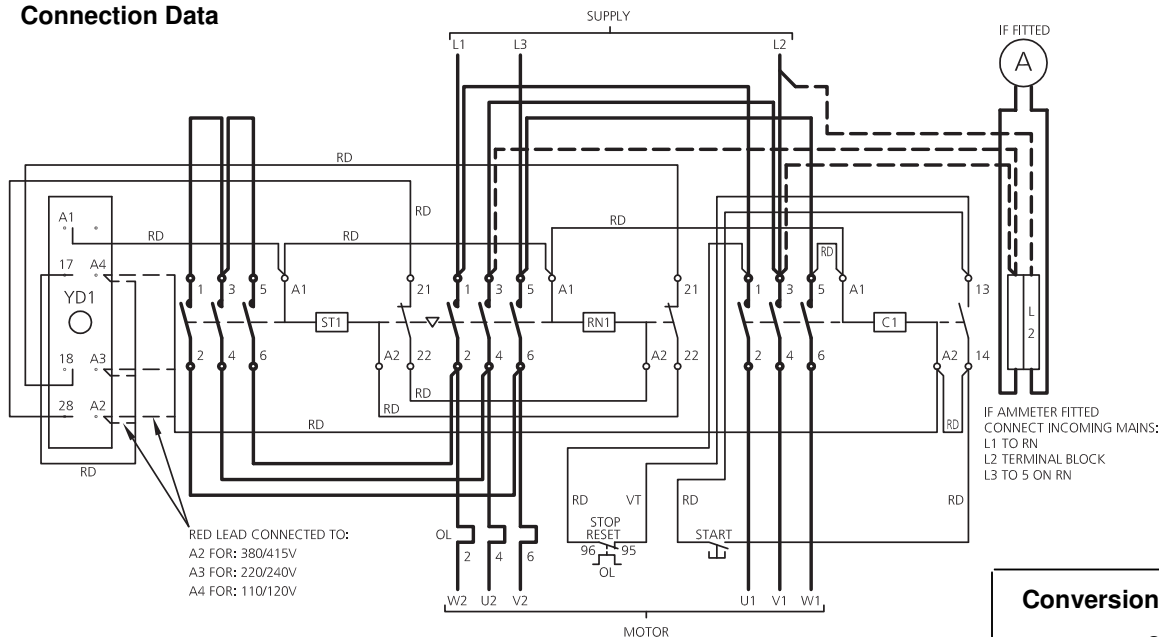 Connection Data
SUPPLY
L1 L3 L2
IF FITTED
A
RD
RD
RD
A1
RD
RD
RD
RD
17 A4
1 3 5 A1
21
1 3 5 A1
21
1 3 5 A1
13
YD1
ST1
RN1
C1
L
2
18 A3
2 4 6
A2 22
2 4 6
A2 22
2 4 6
A2 14
RD
RD
28 A2
RD
RD
RD
IF AMMETER FITTED
CONNECT INCOMING MAINS:
L1 TO RN
L2 TERMINAL BLOCK
L3 TO 5 ON RN
RD VT RD RD
RED LEAD CONNECTED TO:
A2 FOR: 380/415V
A3 FOR: 220/240V
A4 FOR: 110/120V
OL
2 4 6
STOP
RESET
96 95
OL
START
W2 U2 V2 U1 V1 W1
MOTOR
Conversion